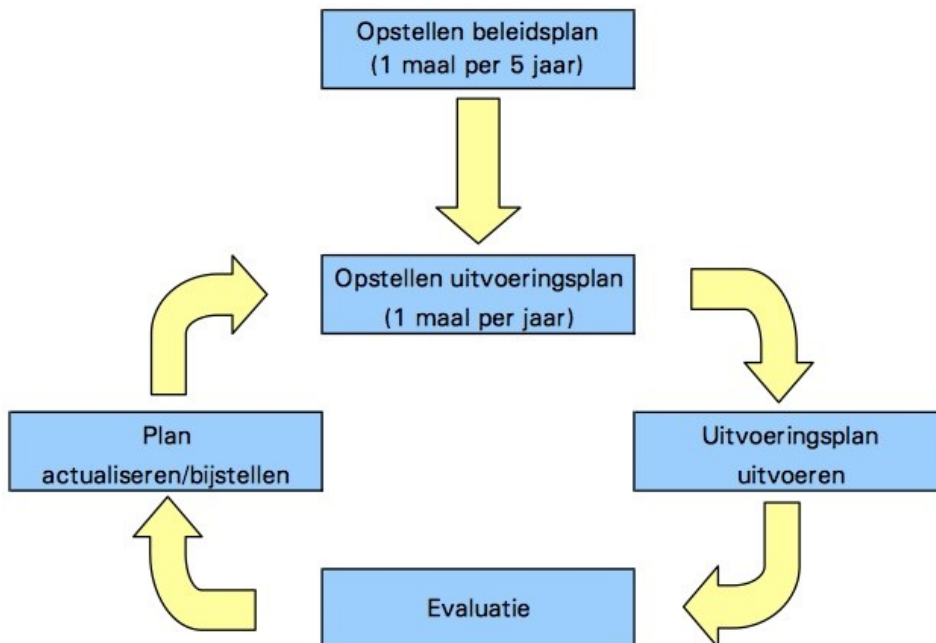 Opstellen beleidsplan
(1 maal per 5 jaar)
Opstellen uitvoeringsplan
(1 maal per jaar)
Plan
actualiseren/bijstellen
Uitvoeringsplan
uitvoeren
Evaluatie